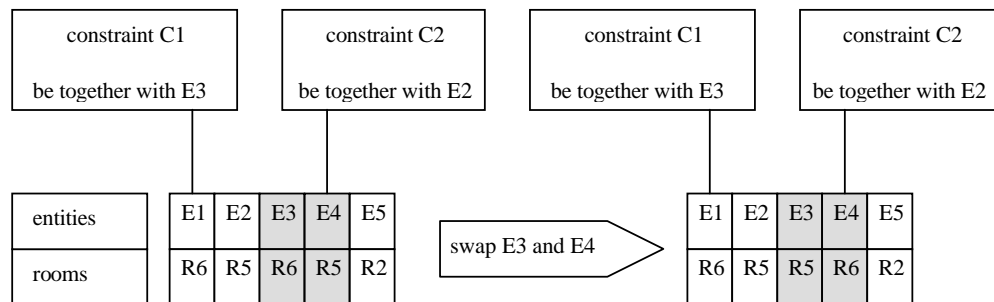 constraint C1
be together with E3
constraint C2
be together with E2
constraint C1
be together with E3
constraint C2
be together with E2
entities
E1 E2 E3 E4 E5
rooms
R6 R5 R6 R5 R2
swap E3 and E4
E1 E2 E3 E4 E5
R6 R5 R5 R6 R2